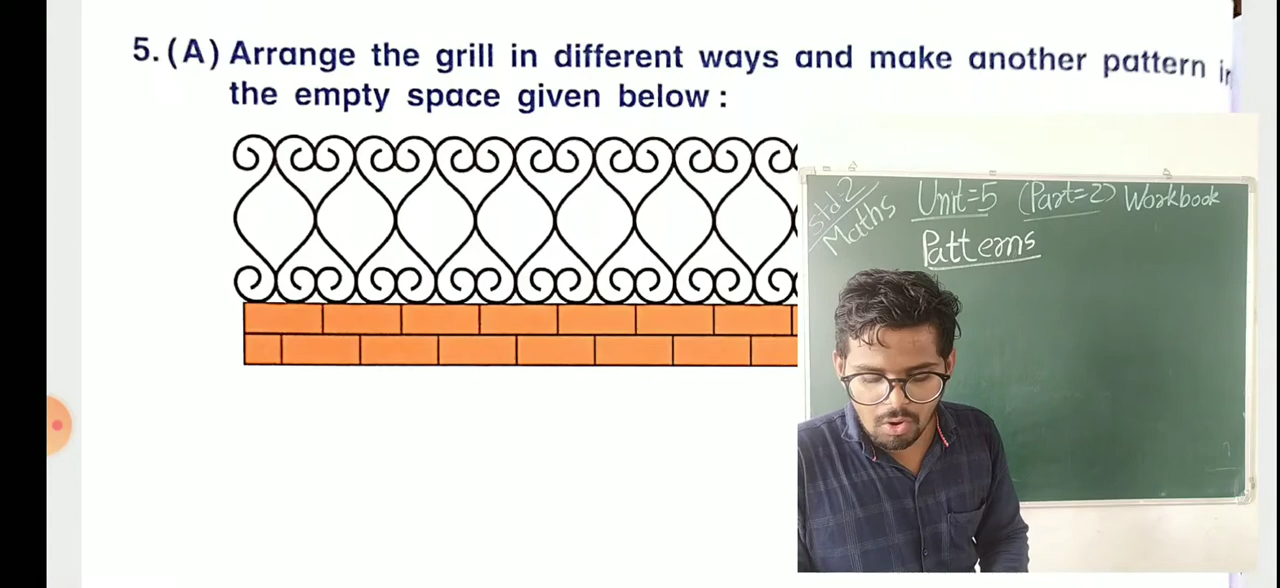 5. (A) Arrange the grill in different ways and make another pattern in
the empty space given below :
Std=2
Maths
Unit=5 (Part=2) Workbook
Patterns